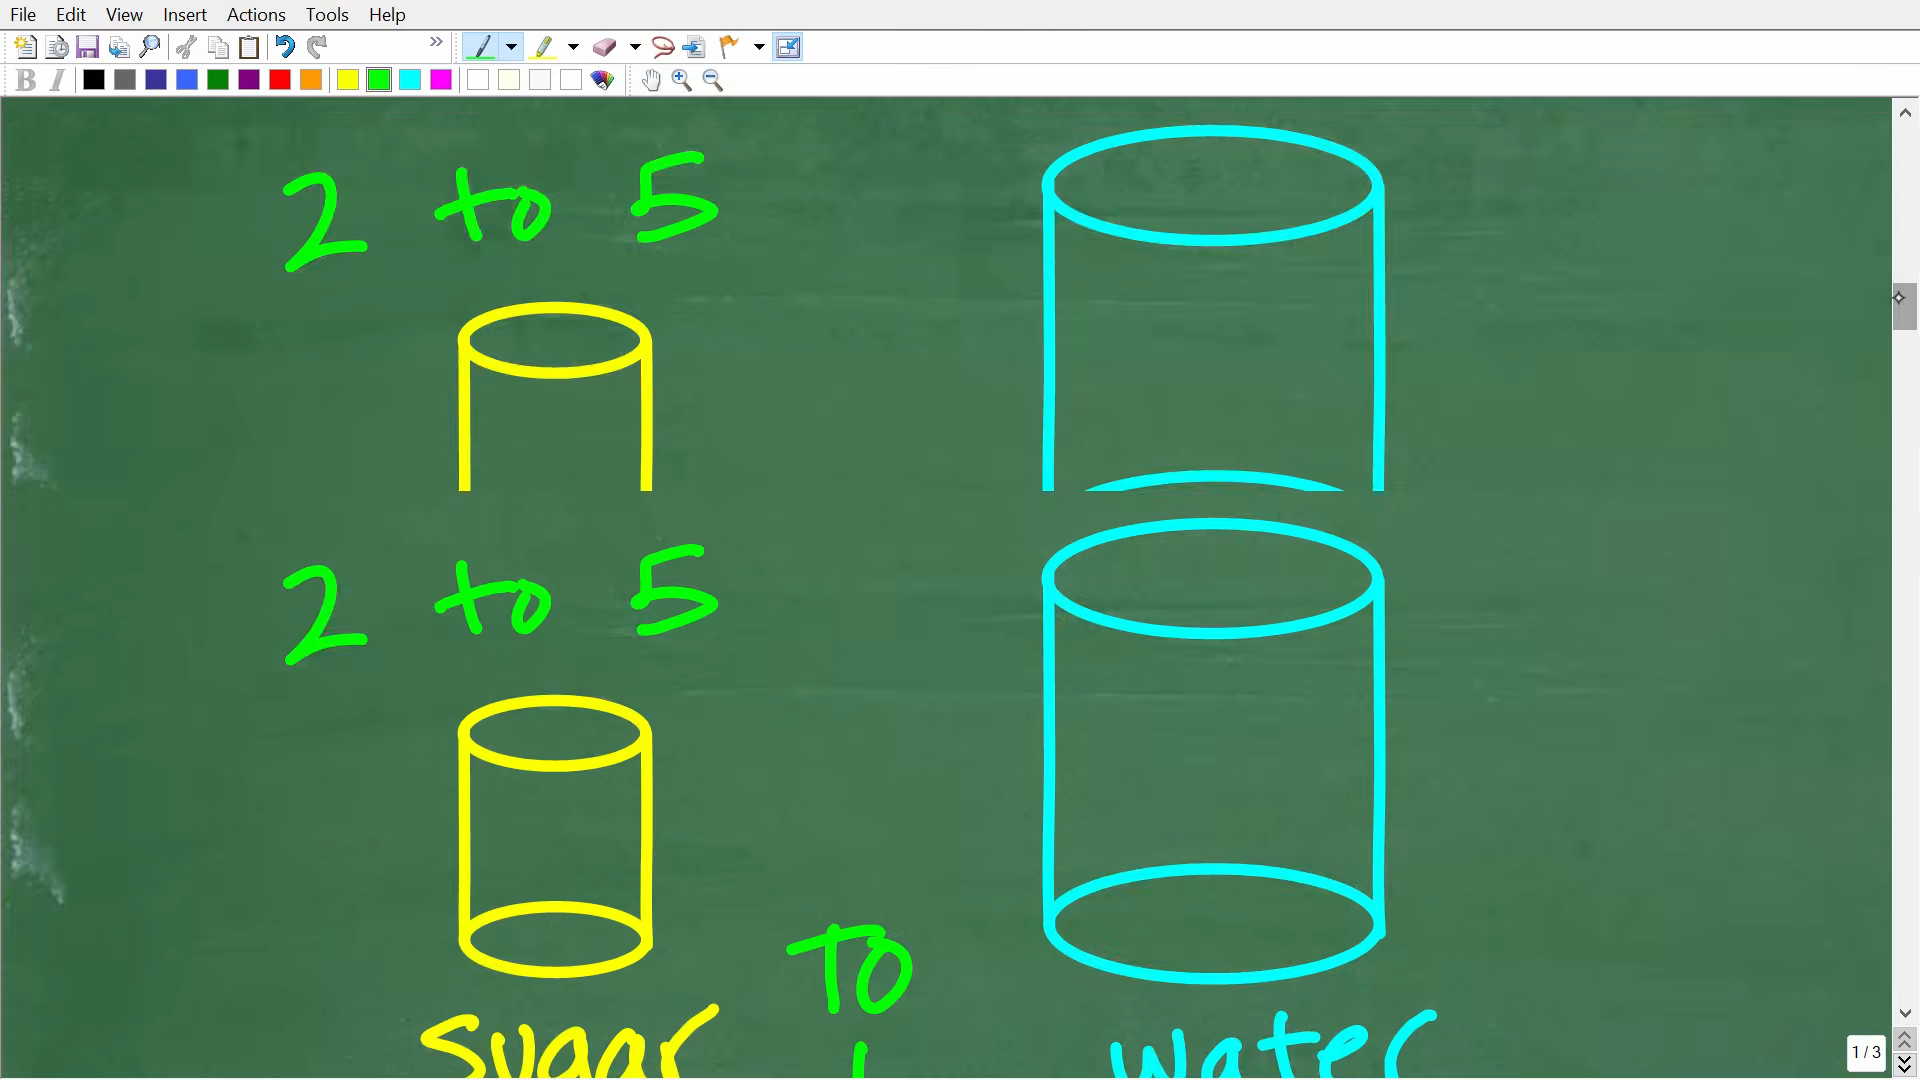 File Edit View Insert Actions Tools Help
B I
2 to 5
2 to 5
TO
sugar
water
1 / 3